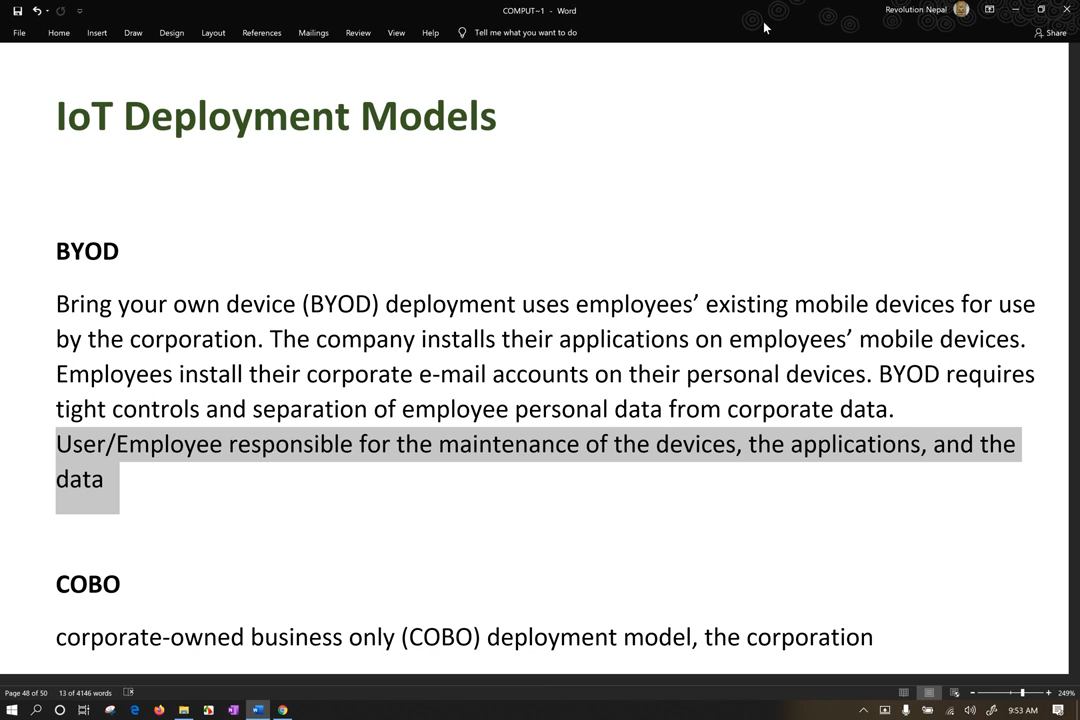 COMPUT~1 - Word
Revolution Nepal
File Home Insert Draw Design Layout References Mailings Review View Help Tell me what you want to do Share
IoT Deployment Models
BYOD
Bring your own device (BYOD) deployment uses employees’ existing mobile devices for use
by the corporation. The company installs their applications on employees’ mobile devices.
Employees install their corporate e-mail accounts on their personal devices. BYOD requires
tight controls and separation of employee personal data from corporate data.
User/Employee responsible for the maintenance of the devices, the applications, and the
data
COBO
corporate-owned business only (COBO) deployment model, the corporation
Page 48 of 50 13 of 4146 words 249%
9:53 AM